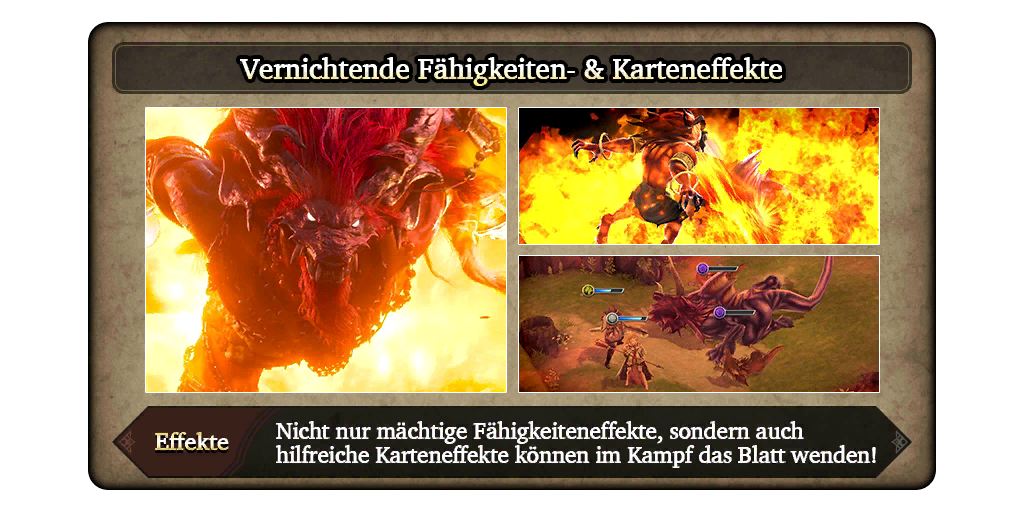 Vernichtende Fähigkeiten- & Karteneffekte
Effekte
Nicht nur mächtige Fähigkeiteneffekte, sondern auch
hilfreiche Karteneffekte können im Kampf das Blatt wenden!